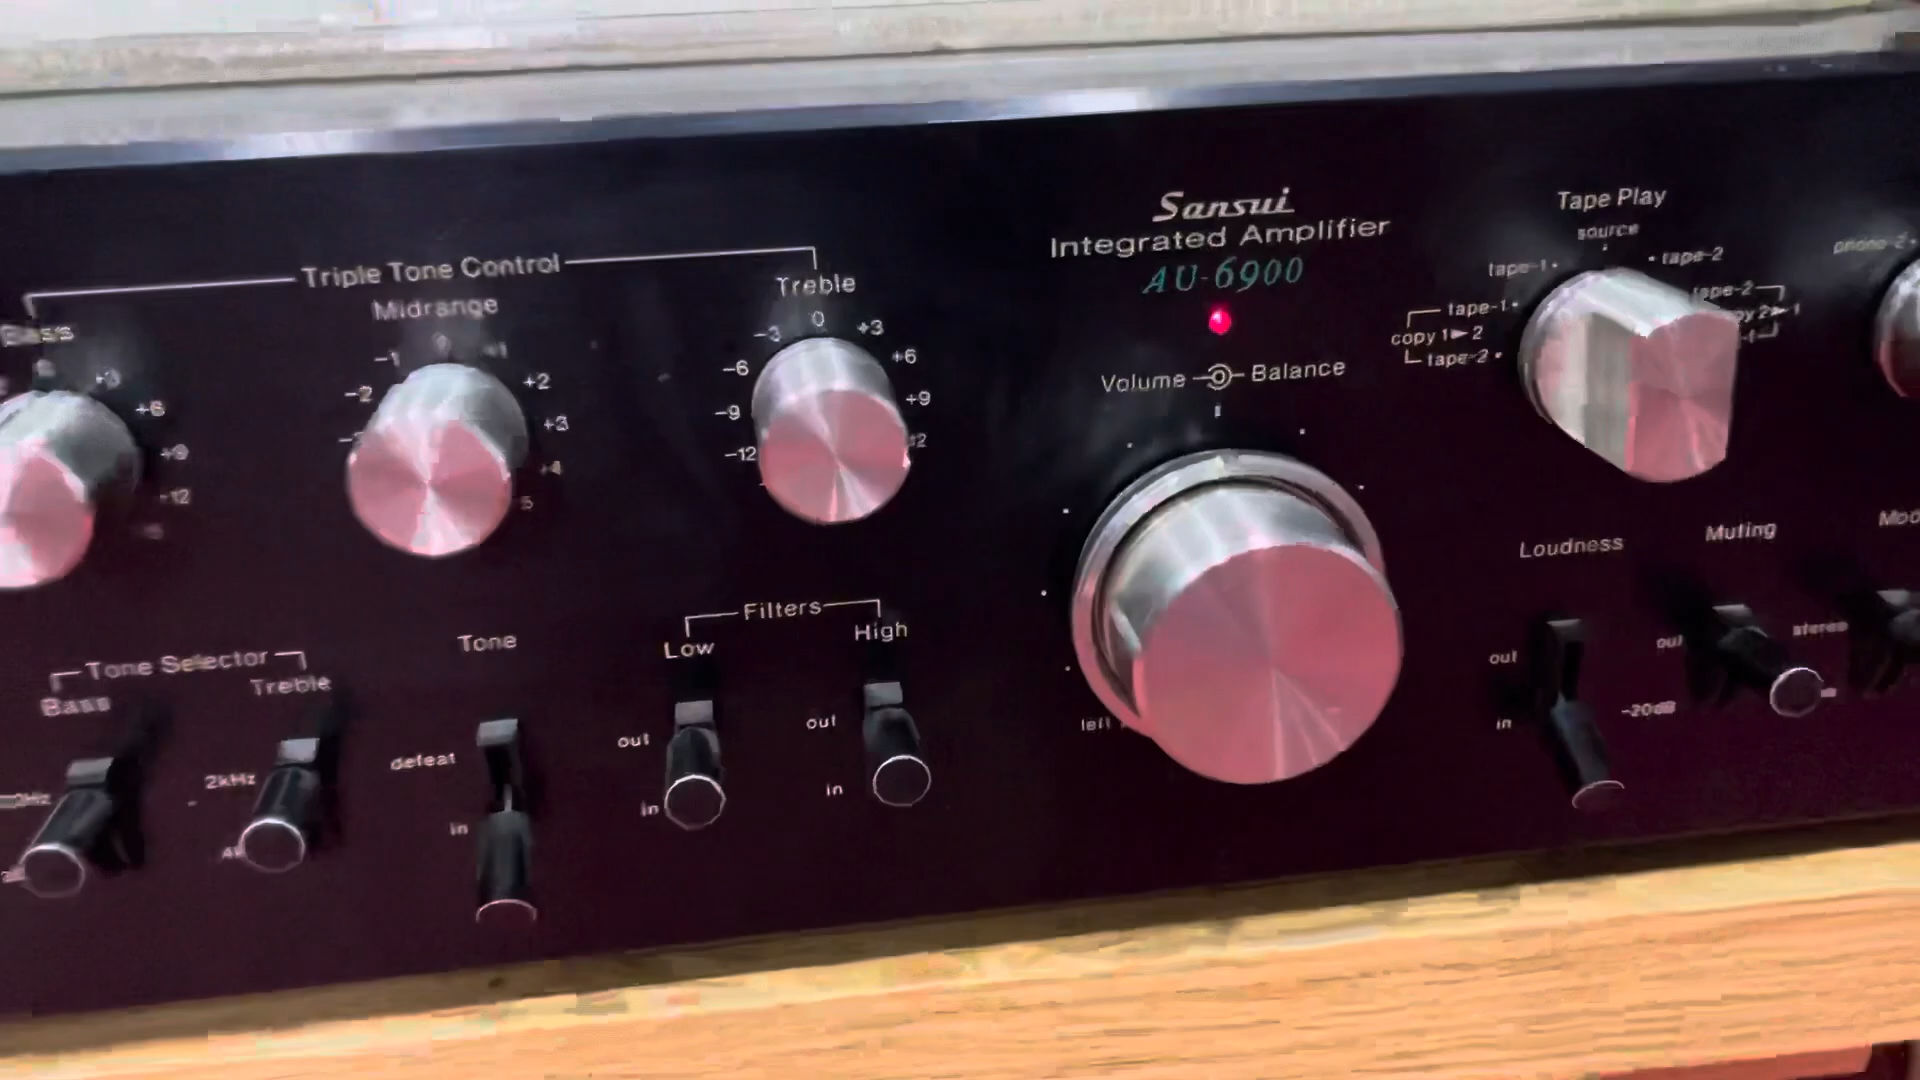 Sansui
Integrated Amplifier
AU-6900
Triple Tone Control
Bass
+3
+6
+9
+12
Midrange
0
-1 +1
-2 +2
+3
+4
5
Treble
0
-3 +3
-6 +6
-9 +9
-12
Volume Balance
left
Tape Play
source
tape-1 tape-2
tape-1 tape-2
copy 1►2
tape-2
phono-2
Tone Selector
Bass Treble
2kHz
Tone
defeat
in
Filters
Low High
out out
in in
Loudness
out
in
Muting
out
-20dB
stereo